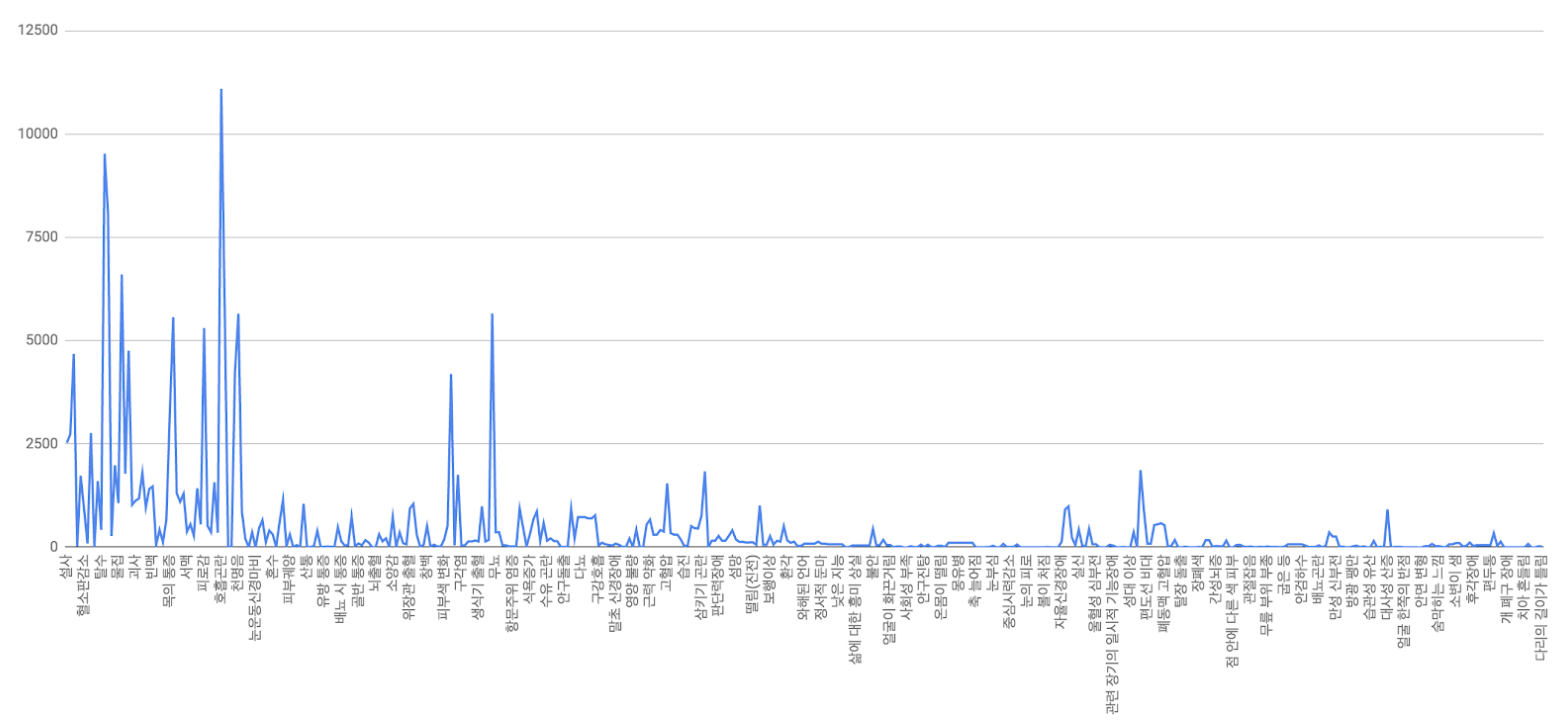 12500
10000
7500
5000
2500
0
설사
혈소판감소
탈수
물집
괴사
빈맥
목의 통증
서맥
피로감
호흡곤란
천명음
눈운동신경마비
혼수
피부궤양
산통
유방 통증
배뇨 시 통증
골반 통증
뇌출혈
소양감
위장관 출혈
창백
피부색 변화
구각염
생식기 출혈
무뇨
항문주위 염증
식욕증가
수유 곤란
안구돌출
다뇨
구강호흡
말초 신경장애
영양 불량
근력 약화
고혈압
습진
삼키기 곤란
판단력장애
섬망
떨림(진전)
보행이상
환각
와해된 언어
정서적 둔마
낮은 지능
삶에 대한 흥미 상실
불안
얼굴이 화끈거림
사회성 부족
안구진탕
온몸이 떨림
몽유병
축 늘어짐
눈부심
중심시력감소
눈의 피로
볼이 처짐
자율신경장애
실신
울혈성 심부전
관련 장기의 일시적 기능장애
성대 이상
편도선 비대
폐동맥 고혈압
탈장 돌출
장폐색
간성뇌증
점 안에 다른 색 피부
관절잡음
무릎 부위 부종
굽은 등
안검하수
배뇨곤란
만성 신부전
방광 팽만
습관성 유산
대사성 산증
얼굴 한쪽의 반점
안면 변형
숨막히는 느낌
소변이 샘
후각장애
편두통
개 폐구 장애
치아 흔들림
다리의 길이가 틀림